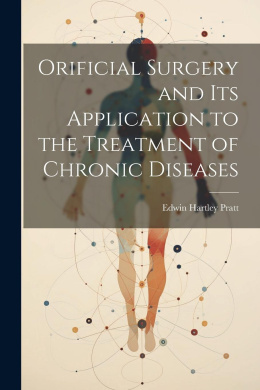 Orificial Surgery
and Its
Application to
the Treatment of
Chronic Diseases
Edwin Hartley Pratt